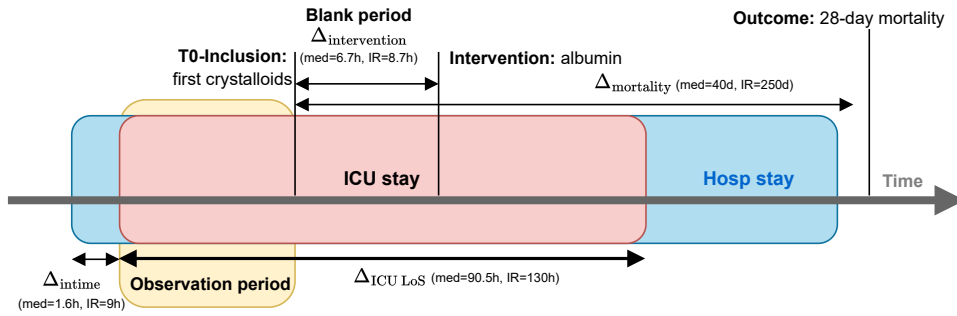 Blank period
Δintervention
(med=6.7h, IR=8.7h)
Outcome: 28-day mortality
T0-Inclusion:
first crystalloids
Intervention: albumin
Δmortality (med=40d, IR=250d)
ICU stay
Hosp stay
Time
Δintime
(med=1.6h, IR=9h)
Observation period
ΔICU LoS (med=90.5h, IR=130h)